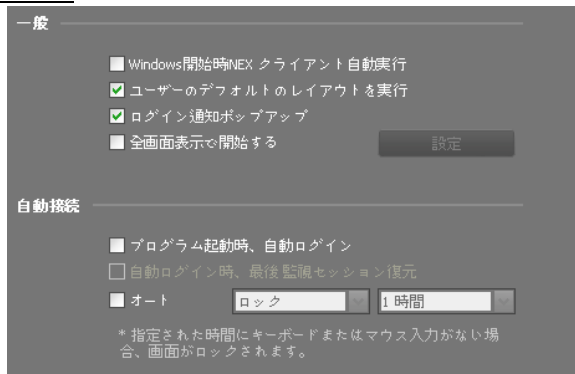 一般
Windows開始時NEX クライアント自動実行
ユーザーのデフォルトのレイアウトを実行
ログイン通知ポップアップ
全画面表示で開始する
設定
自動接続
プログラム起動時、自動ログイン
自動ログイン時、最後監視セッション復元
オート ロック 1 時間
* 指定された時間にキーボードまたはマウス入力がない場
合、画面がロックされます。